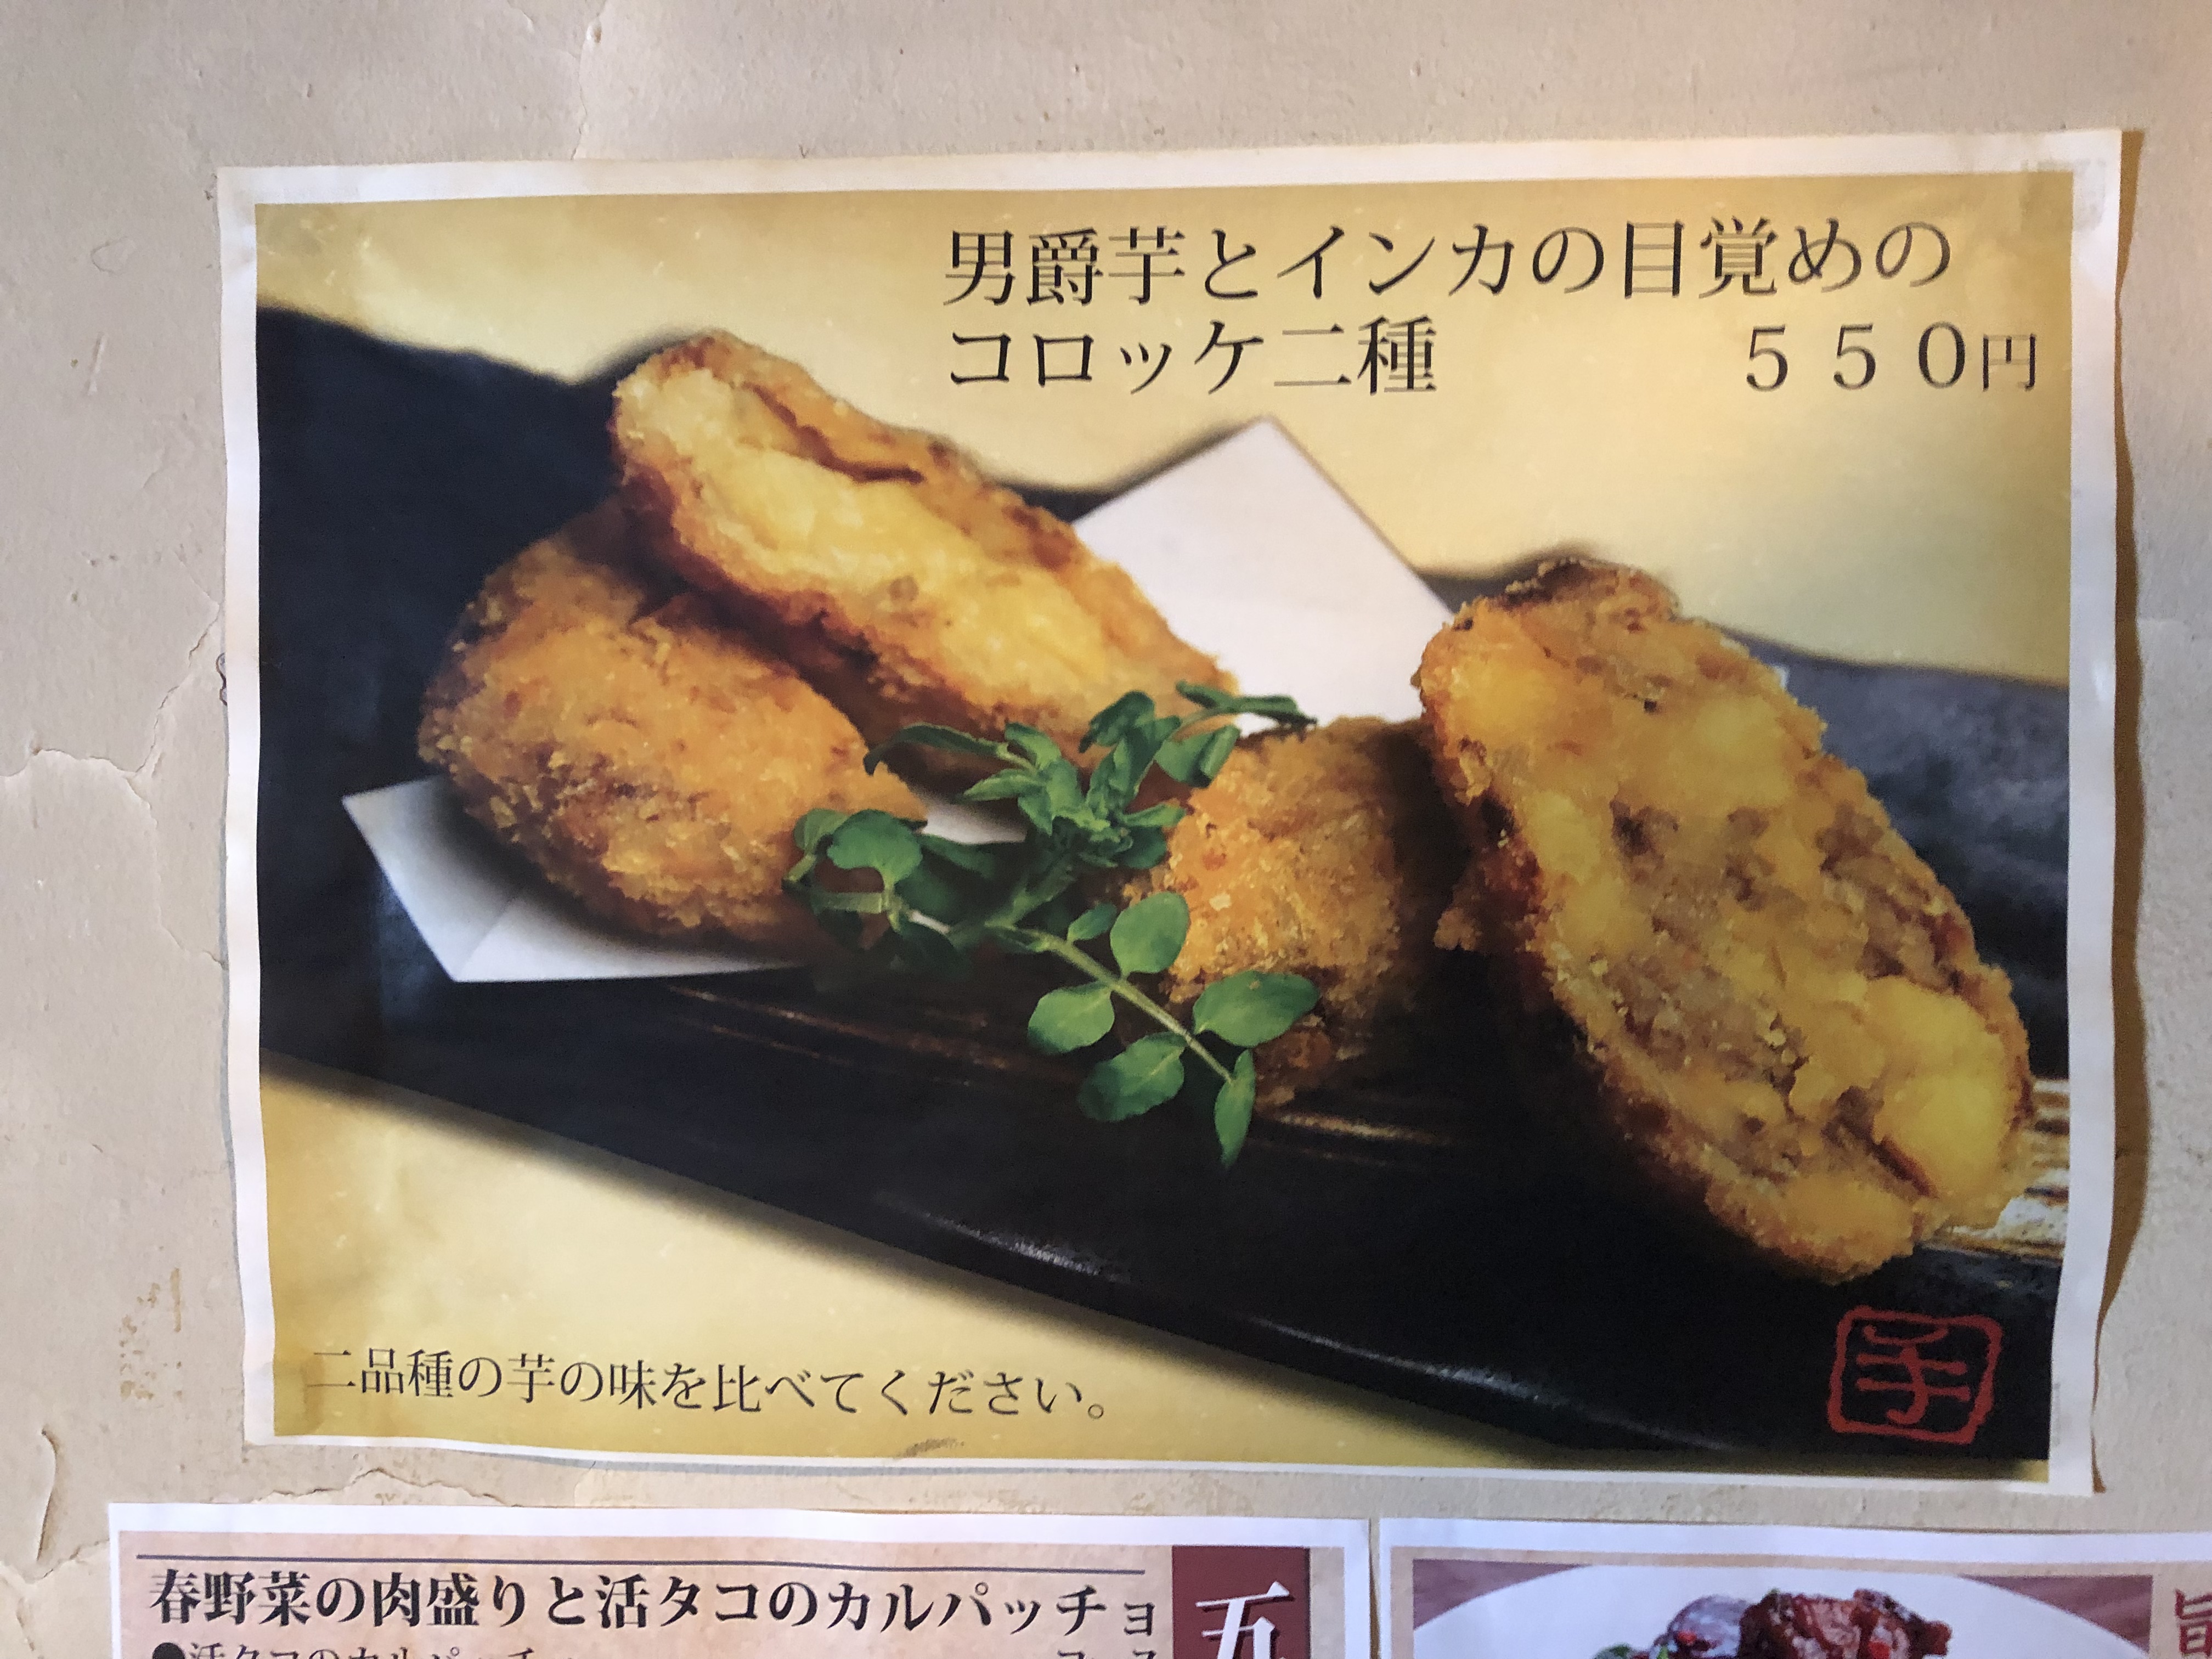 男爵芋とインカの目覚めの
コロッケ二種 ５５０円
二品種の芋の味を比べてください。
春野菜の肉盛りと活タコのカルパッチョ
五
旨